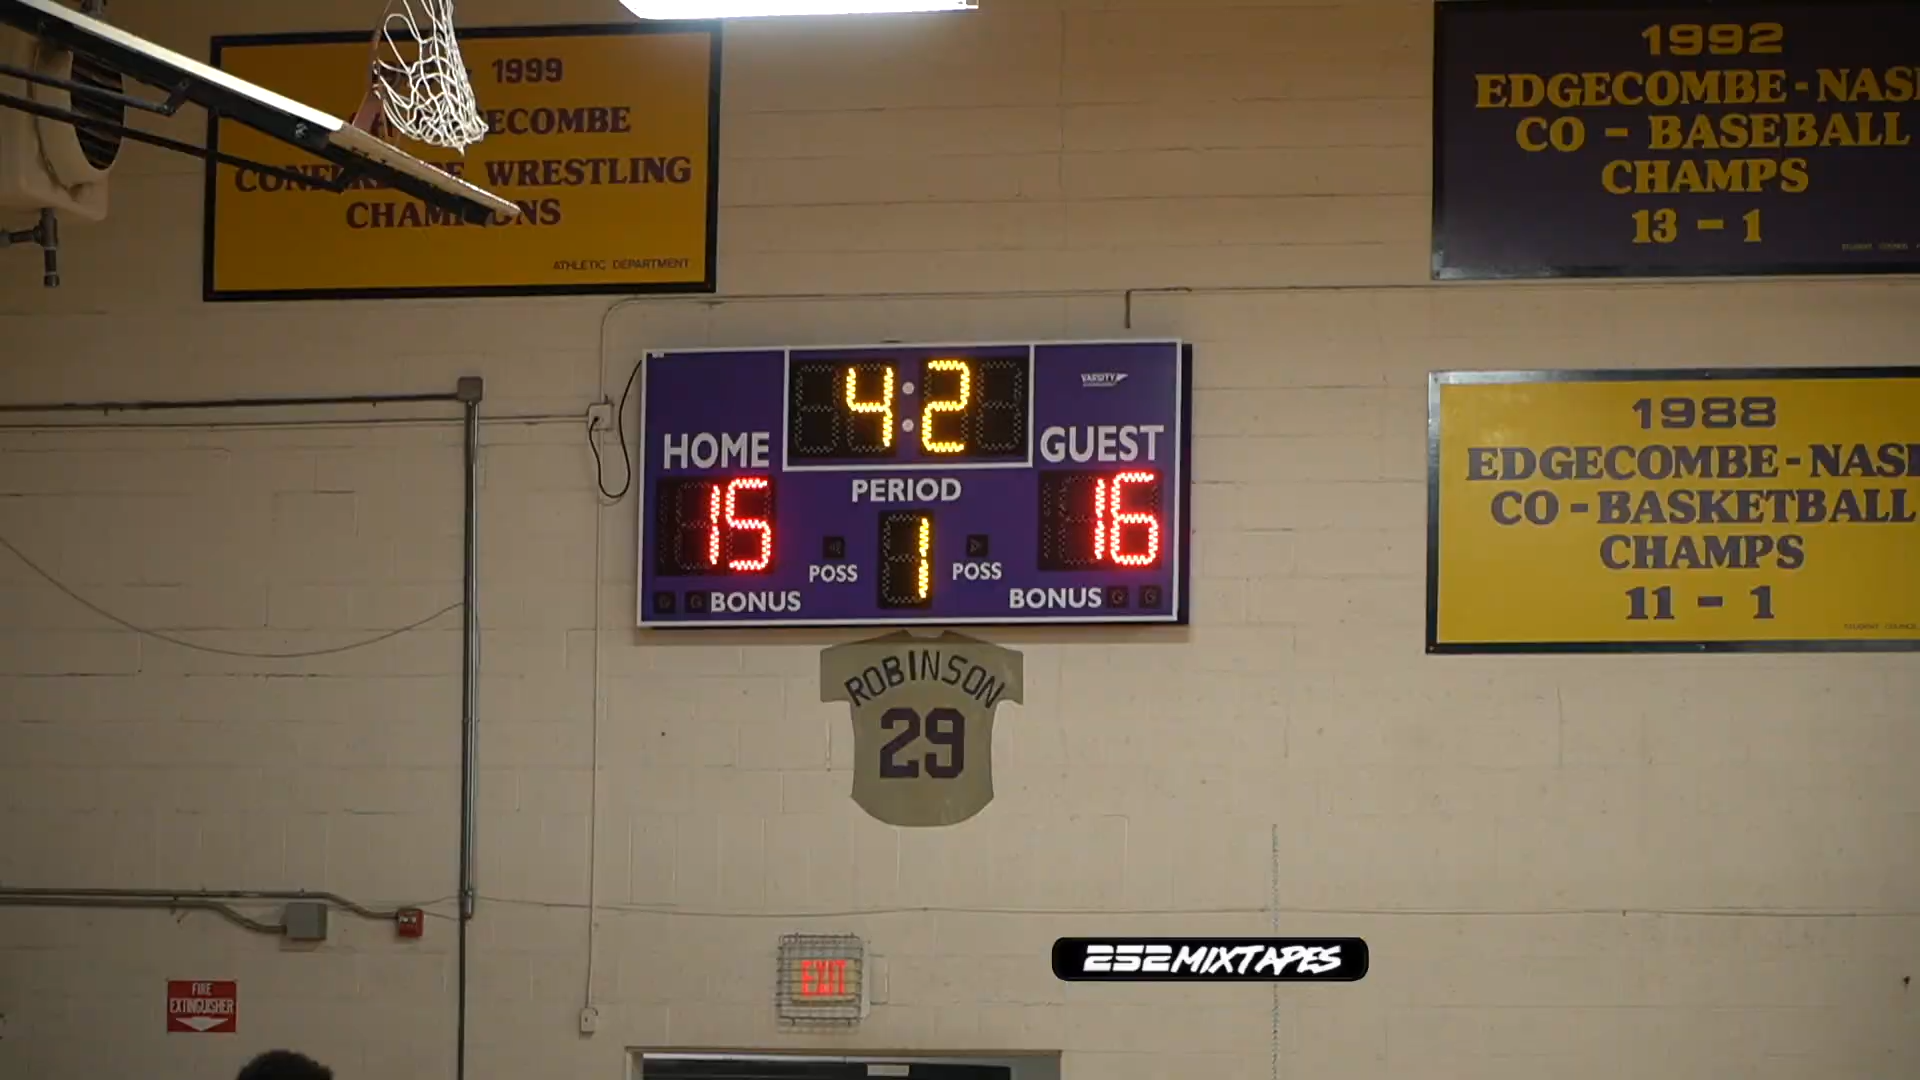 1999
ECOMBE
WRESTLING
ATHLETIC DEPARTMENT
1992
EDGECOMBE-NAS
CO - BASEBALL
CHAMPS
13 - 1
4 2
VARSITY
HOME
GUEST
15
PERIOD
16
1
POSS
POSS
BONUS
BONUS
1988
EDGECOMBE-NAS
CO-BASKETBALL
CHAMPS
11 - 1
ROBINSON
29
252MIXTAPES
EXIT
FIRE
EXTINGUISHER